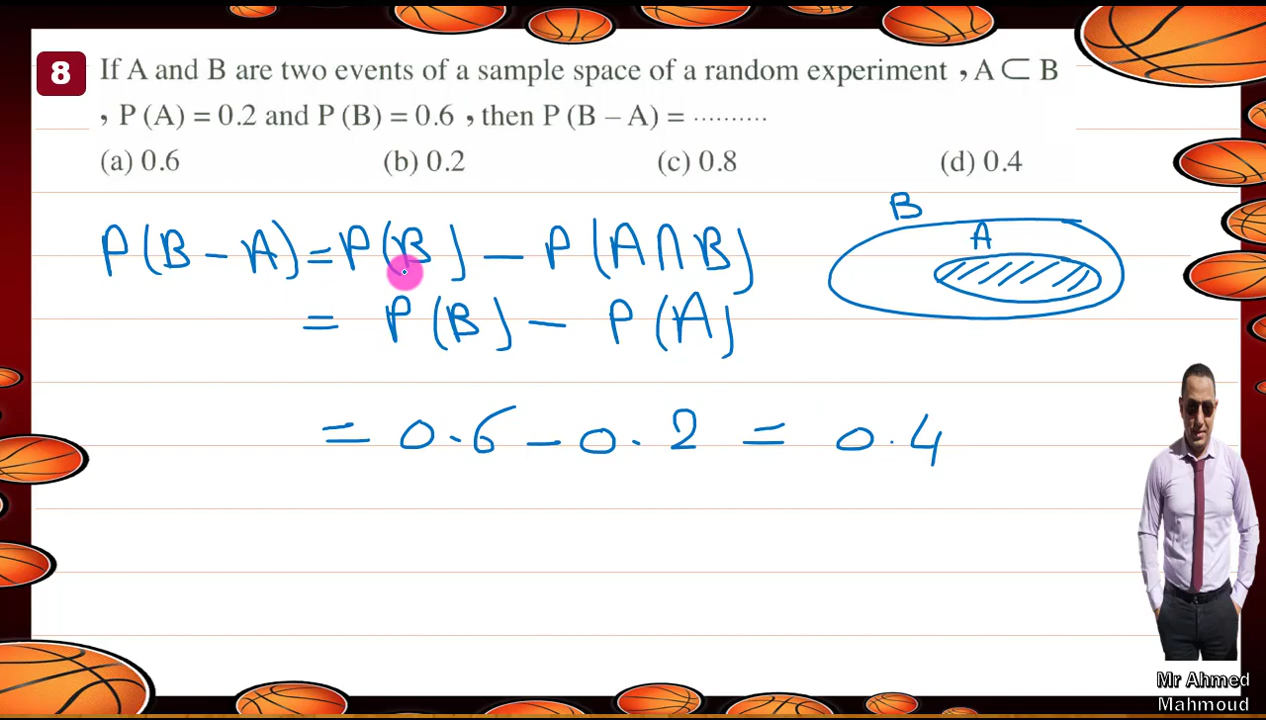 8 If A and B are two events of a sample space of a random experiment , A ⊂ B
, P (A) = 0.2 and P (B) = 0.6 , then P (B – A) = ··········
(a) 0.6 (b) 0.2 (c) 0.8 (d) 0.4
B
A
P(B - A) = P(B) - P(A∩B)
= P(B) - P(A)
= 0.6 - 0.2 = 0.4
Mr Ahmed
Mahmoud